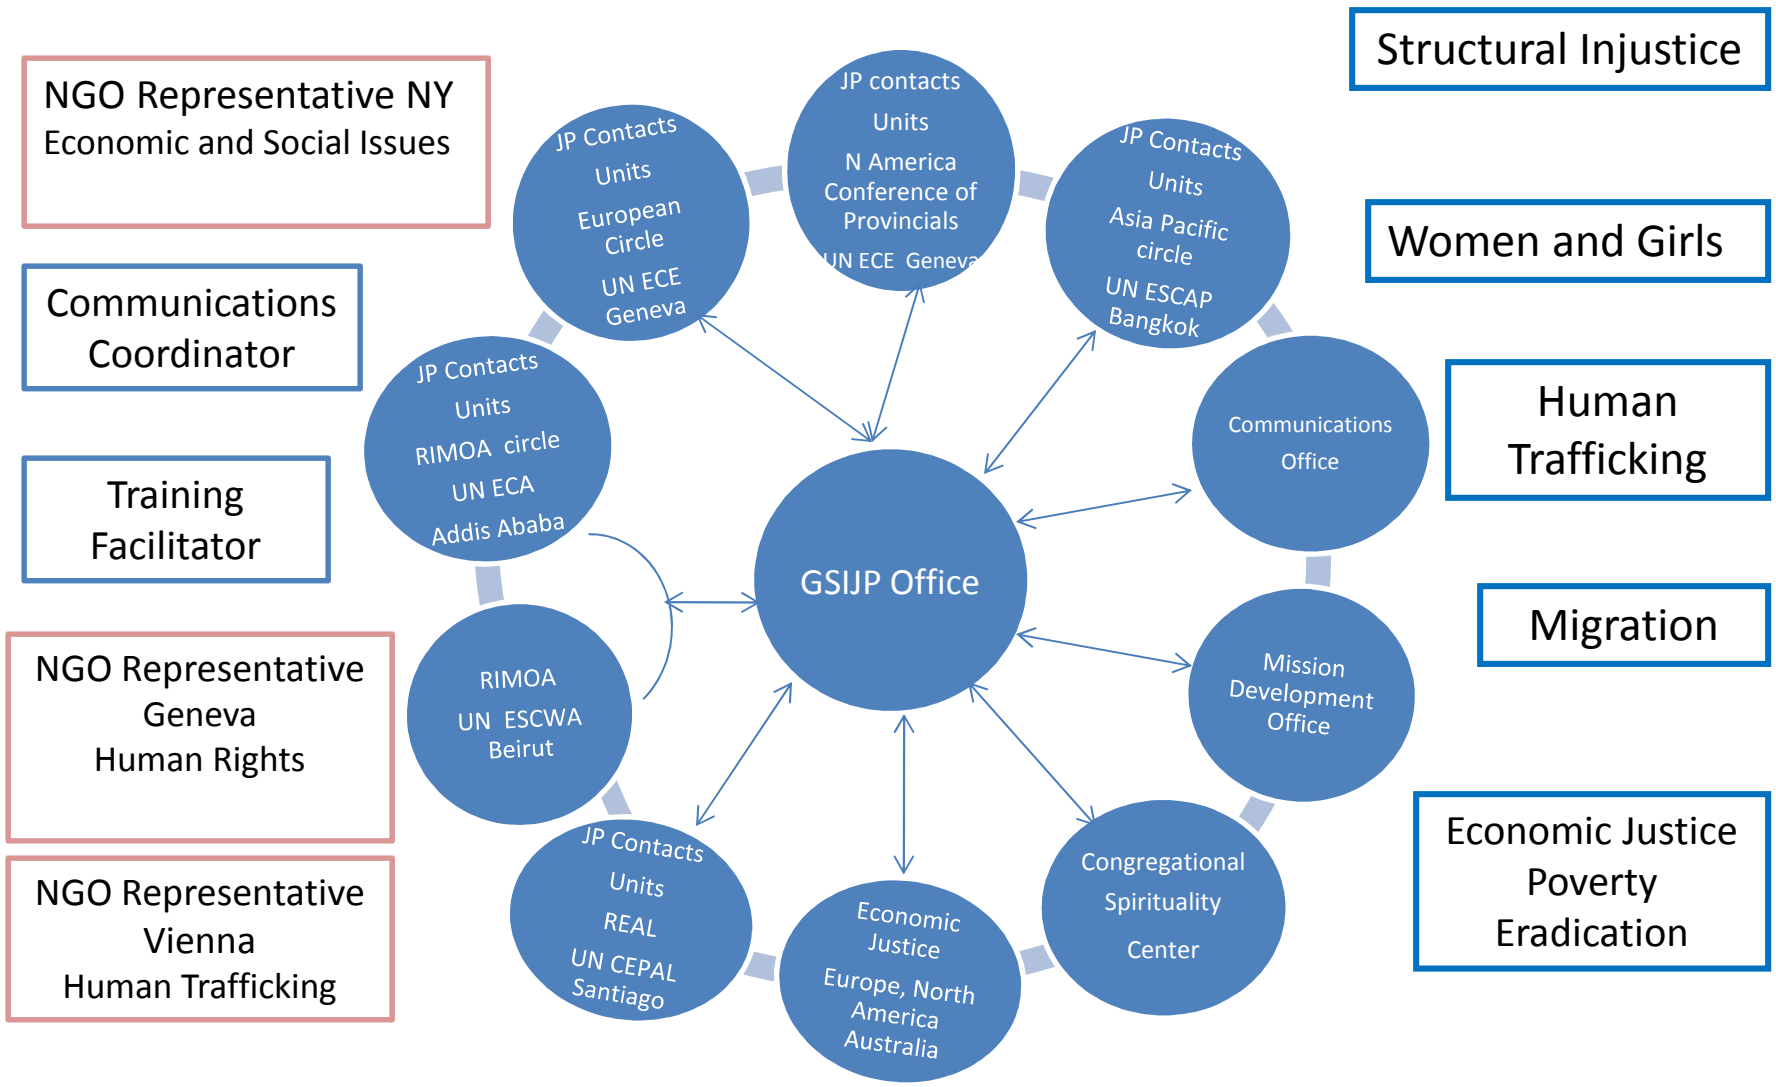 NGO Representative NY
Economic and Social Issues
Communications
Coordinator
Training
Facilitator
NGO Representative
Geneva
Human Rights
NGO Representative
Vienna
Human Trafficking
JP contacts
Units
N America
Conference of
Provincials
UN ECE Geneva
JP Contacts
Units
Asia Pacific
circle
UN ESCAP
Bangkok
Communications
Office
Mission
Development
Office
Congregational
Spirituality
Center
Economic
Justice
Europe, North
America
Australia
JP Contacts
Units
REAL
UN CEPAL
Santiago
RIMOA
UN ESCWA
Beirut
JP Contacts
Units
RIMOA circle
UN ECA
Addis Ababa
JP Contacts
Units
European
Circle
UN ECE
Geneva
GSIJP Office
Structural Injustice
Women and Girls
Human
Trafficking
Migration
Economic Justice
Poverty
Eradication